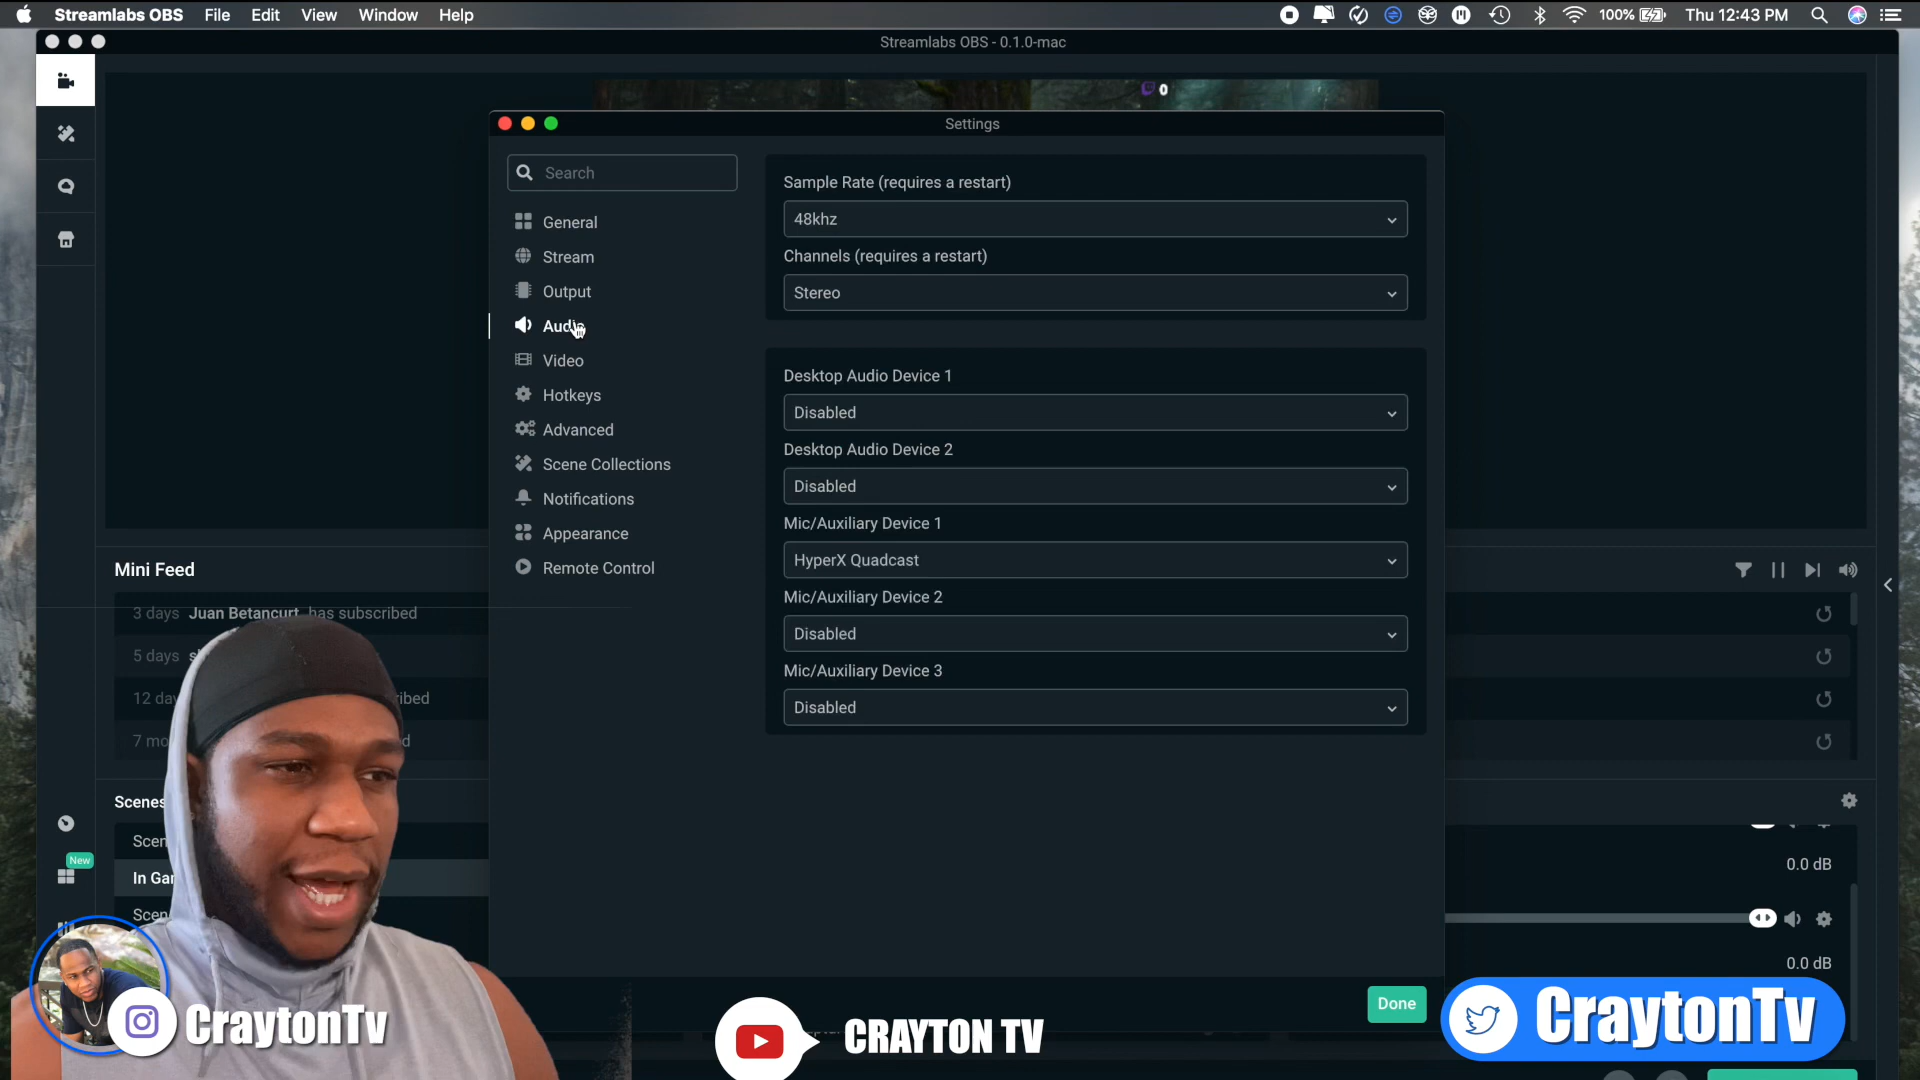 Streamlabs OBS File Edit View Window Help
100% Thu 12:43 PM
Streamlabs OBS - 0.1.0-mac
0
Settings
Search
General
Stream
Output
Audio
Video
Hotkeys
Advanced
Scene Collections
Notifications
Appearance
Remote Control
Sample Rate (requires a restart)
48khz
Channels (requires a restart)
Stereo
Desktop Audio Device 1
Disabled
Desktop Audio Device 2
Disabled
Mic/Auxiliary Device 1
HyperX Quadcast
Mic/Auxiliary Device 2
Disabled
Mic/Auxiliary Device 3
Disabled
Done
Mini Feed
3 days Juan Betancurt has subscribed
5 days
12 day
7 mo
Scenes
Scen
In Gam
Scen
New
0.0 dB
0.0 dB
CraytonTv
CRAYTON TV
CraytonTv